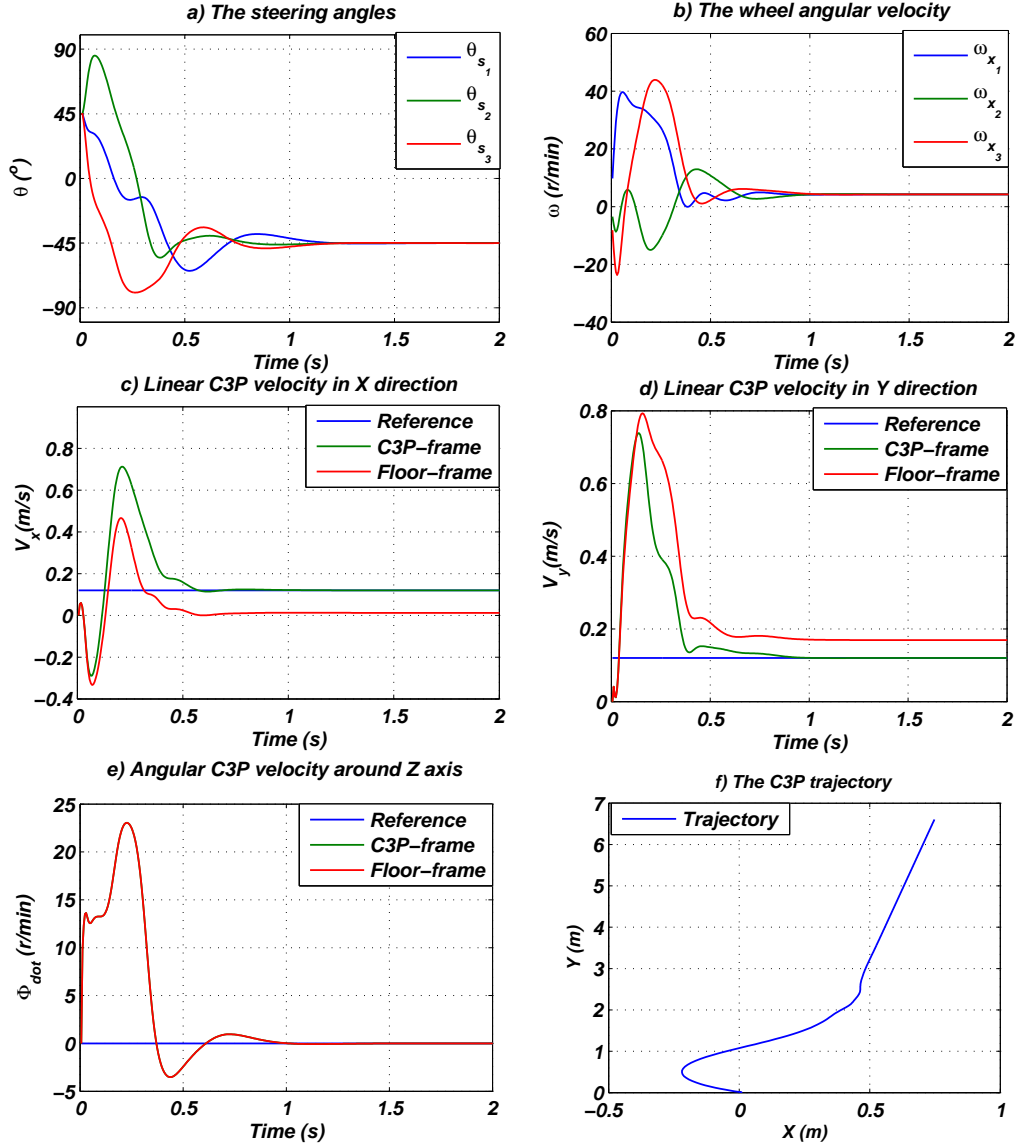 a) The steering angles
90
45
0
−45
−90
θ (°)
θs1
θs2
θs3
0
0.5
1
1.5
2
Time (s)
b) The wheel angular velocity
60
40
20
0
−20
−40
ω (r/min)
ωx1
ωx2
ωx3
0
0.5
1
1.5
2
Time (s)
c) Linear C3P velocity in X direction
0.8
0.6
0.4
0.2
0
−0.2
−0.4
Vx(m/s)
Reference
C3P−frame
Floor−frame
0
0.5
1
1.5
2
Time (s)
d) Linear C3P velocity in Y direction
0.8
0.6
0.4
0.2
0
Vy(m/s)
Reference
C3P−frame
Floor−frame
0
0.5
1
1.5
2
Time (s)
e) Angular C3P velocity around Z axis
25
20
15
10
5
0
−5
Φdot (r/min)
Reference
C3P−frame
Floor−frame
0
0.5
1
1.5
2
Time (s)
f) The C3P trajectory
7
6
5
4
3
2
1
0
Y (m)
Trajectory
−0.5
0
0.5
1
X (m)